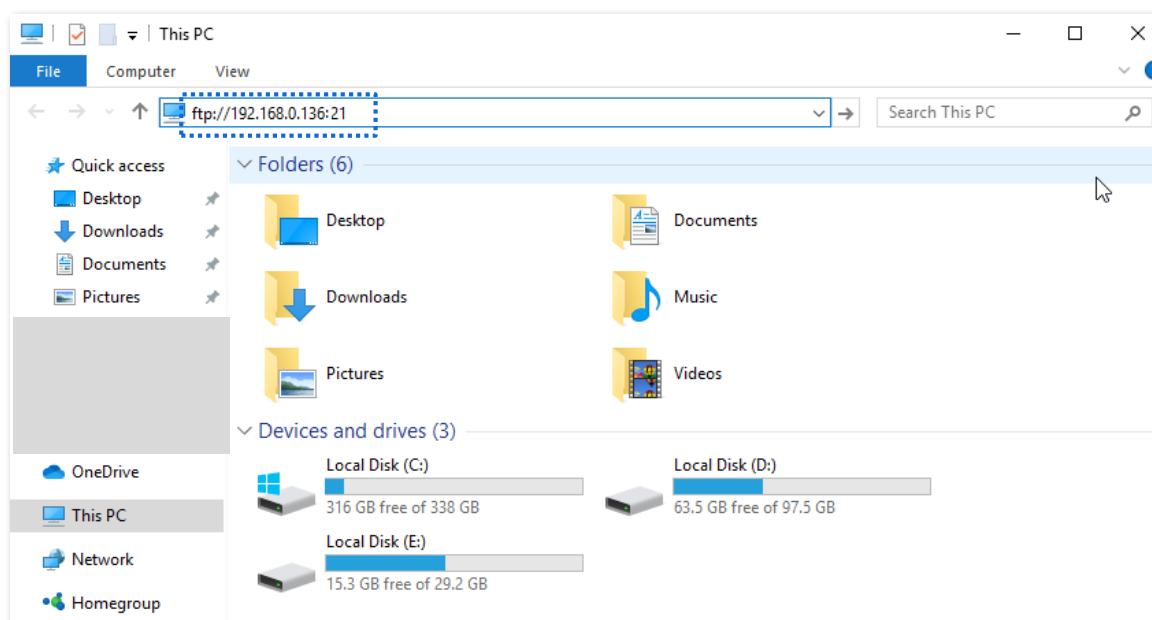 This PC
File Computer View
ftp://192.168.0.136:21 Search This PC
Quick access
Desktop
Downloads
Documents
Pictures
OneDrive
This PC
Network
Homegroup
Folders (6)
Desktop Documents
Downloads Music
Pictures Videos
Devices and drives (3)
Local Disk (C:) Local Disk (D:)
316 GB free of 338 GB 63.5 GB free of 97.5 GB
Local Disk (E:)
15.3 GB free of 29.2 GB